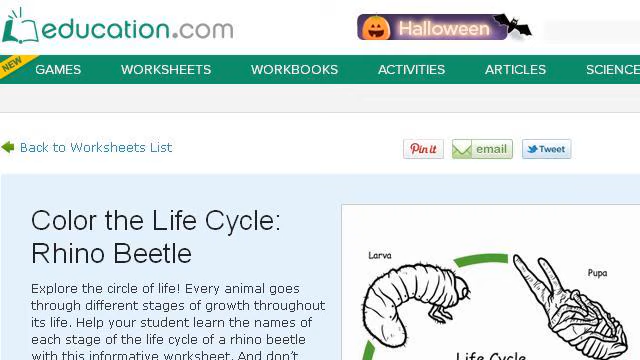 education.com
Halloween
NEW
GAMES WORKSHEETS WORKBOOKS ACTIVITIES ARTICLES SCIENCE
Back to Worksheets List
Pin it
email
Tweet
Color the Life Cycle:
Rhino Beetle
Explore the circle of life! Every animal goes
through different stages of growth throughout
its life. Help your student learn the names of
each stage of the life cycle of a rhino beetle
with this informative worksheet. And don't
Larva
Pupa
Life Cycle